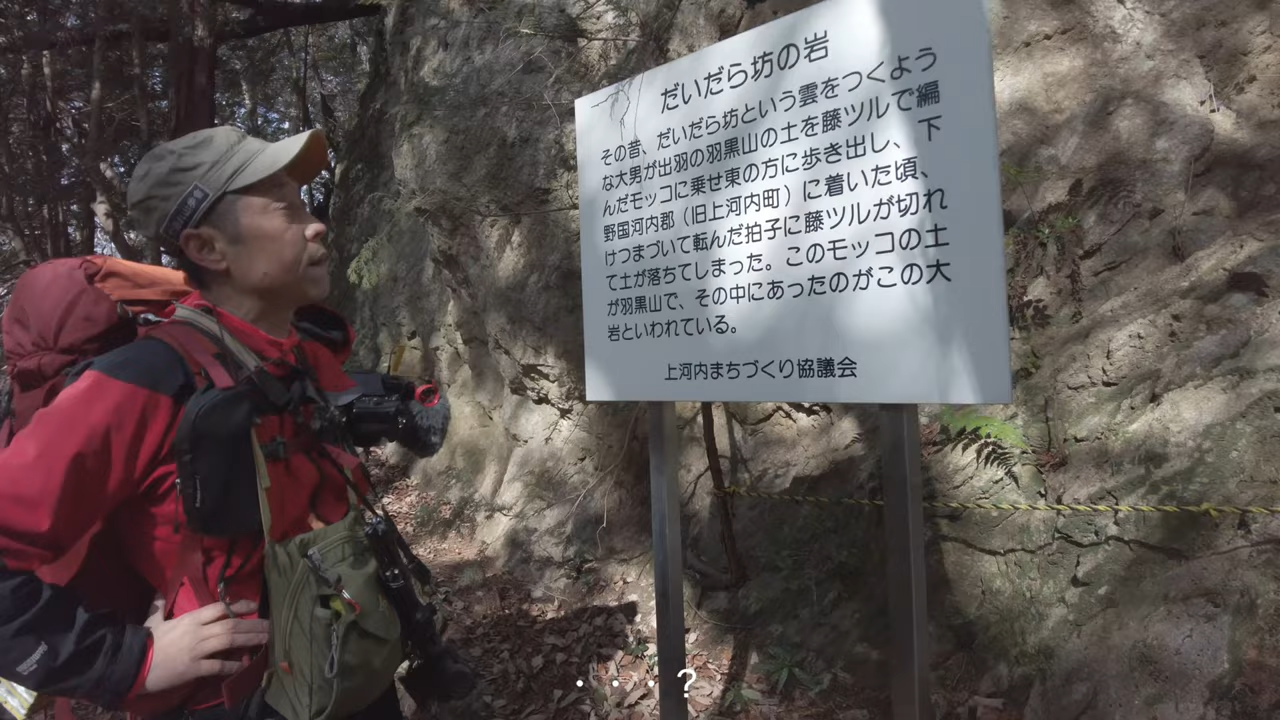 だいだら坊の岩
その昔、だいだら坊という雲をつくよう
な大男が出羽の羽黒山の土を藤ツルで編
んだモッコに乗せ東の方に歩き出し、下
野国河内郡（旧上河内町）に着いた頃、
けつまづいて転んだ拍子に藤ツルが切れ
て土が落ちてしまった。このモッコの土
が羽黒山で、その中にあったのがこの大
岩といわれている。
上河内まちづくり協議会
・・・？